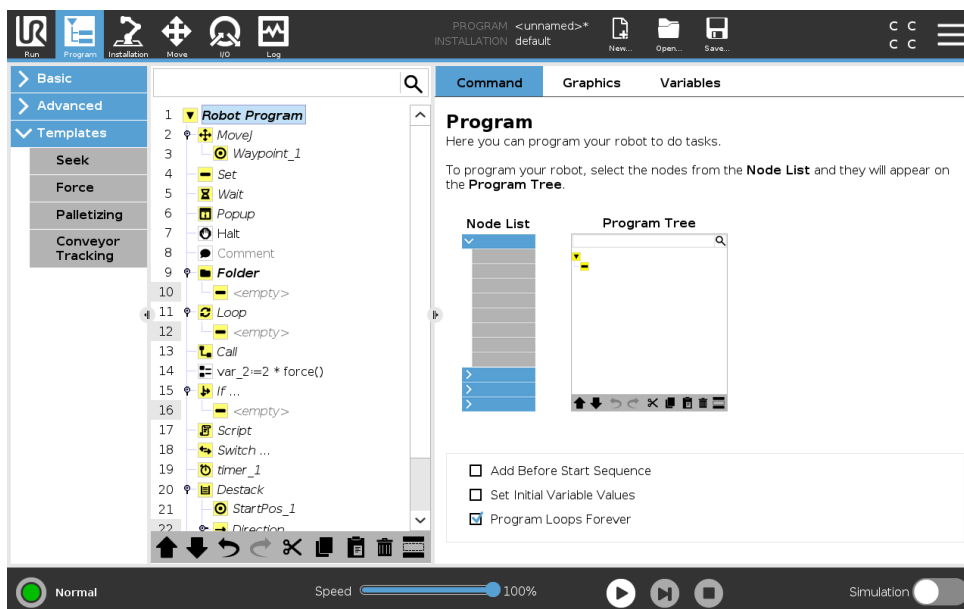 PROGRAM <unnamed>*
INSTALLATION default
Run
Program
Installation
Move
I/O
Log
New...
Open...
Save...
C C
C C
Basic
Advanced
Templates
Seek
Force
Palletizing
Conveyor
Tracking
1 Robot Program
2 MoveJ
3 Waypoint_1
4 Set
5 Wait
6 Popup
7 Halt
8 Comment
9 Folder
10 <empty>
11 Loop
12 <empty>
13 Call
14 var_2:=2 * force()
15 If ...
16 <empty>
17 Script
18 Switch ...
19 timer_1
20 Destack
21 StartPos_1
22 Direction
Command Graphics Variables
Program
Here you can program your robot to do tasks.
To program your robot, select the nodes from the Node List and they will appear on
the Program Tree.
Node List Program Tree
Add Before Start Sequence
Set Initial Variable Values
Program Loops Forever
Normal
Speed 100%
Simulation